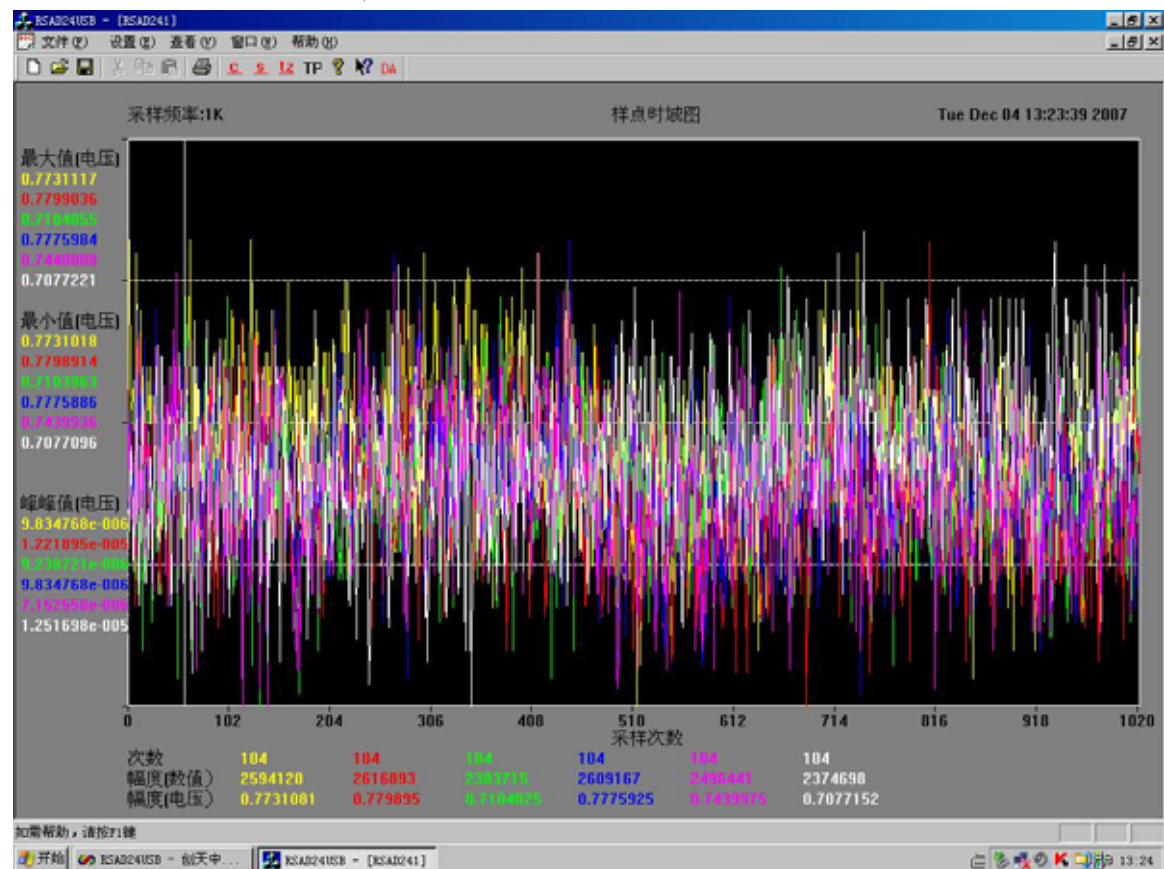 RSAD24USB - [RSAD241]
文件(F) 设置(E) 查看(V) 窗口(W) 帮助(H)
C S tz TP ? DA
采样频率:1K 样点时域图 Tue Dec 04 13:23:39 2007
最大值(电压)
0.7731117
0.7799036
0.7104055
0.7775984
0.7077221
最小值(电压)
0.7731018
0.7798914
0.7103963
0.7775886
0.7439936
0.7077096
峰峰值(电压)
9.834768e-006
1.221895e-005
9.238721e-006
9.834768e-006
7.152558e-006
1.251698e-005
0 102 204 306 408 510 612 714 816 918 1020
采样次数
次数 104 104 104 104 104 104
幅度(数值) 2594120 2616893 2383715 2609167 2496441 2374698
幅度(电压) 0.7731081 0.779895 0.7104025 0.7775925 0.7439975 0.7077152
如需帮助，请按F1键
开始 RSAD24USB - 创天中... RSAD24USB - [RSAD241] 13:24